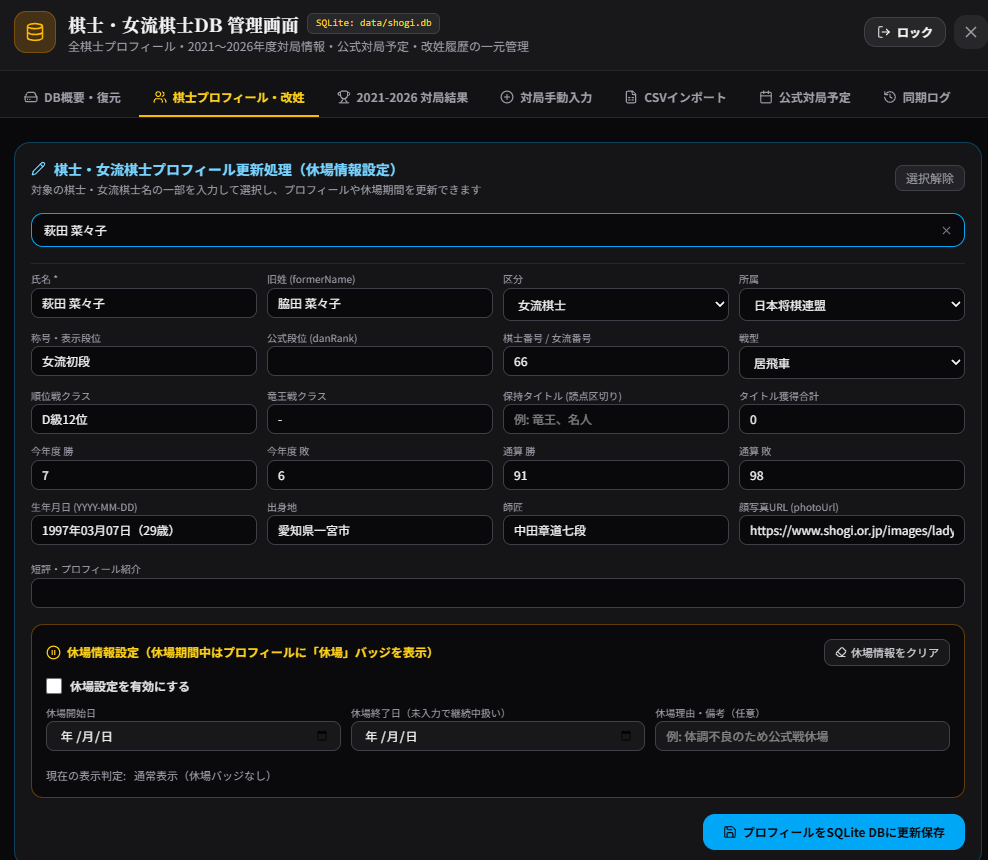 棋士・女流棋士DB 管理画面 SQLite: data/shogi.db
全棋士プロフィール・2021〜2026年度対局情報・公式対局予定・改姓履歴の一元管理
ロック
DB概要・復元 棋士プロフィール・改姓 2021-2026 対局結果 対局手動入力 CSVインポート 公式対局予定 同期ログ
棋士・女流棋士プロフィール更新処理（休場情報設定）
対象の棋士・女流棋士名の一部を入力して選択し、プロフィールや休場期間を更新できます
選択解除
萩田 菜々子
氏名 * 旧姓 (formerName) 区分 所属
萩田 菜々子 脇田 菜々子 女流棋士 日本将棋連盟
称号・表示段位 公式段位 (danRank) 棋士番号 / 女流番号 戦型
女流初段 66 居飛車
順位戦クラス 竜王戦クラス 保持タイトル (読点区切り) タイトル獲得合計
D級12位 - 例: 竜王、名人 0
今年度 勝 今年度 敗 通算 勝 通算 敗
7 6 91 98
生年月日 (YYYY-MM-DD) 出身地 師匠 顔写真URL (photoUrl)
1997年03月07日（29歳） 愛知県一宮市 中田章道七段 https://www.shogi.or.jp/images/lady
短評・プロフィール紹介
休場情報設定（休場期間中はプロフィールに「休場」バッジを表示）
休場情報をクリア
休場設定を有効にする
休場開始日 休場終了日（未入力で継続中扱い） 休場理由・備考（任意）
年 /月/日 年 /月/日 例: 体調不良のため公式戦休場
現在の表示判定: 通常表示（休場バッジなし）
プロフィールをSQLite DBに更新保存